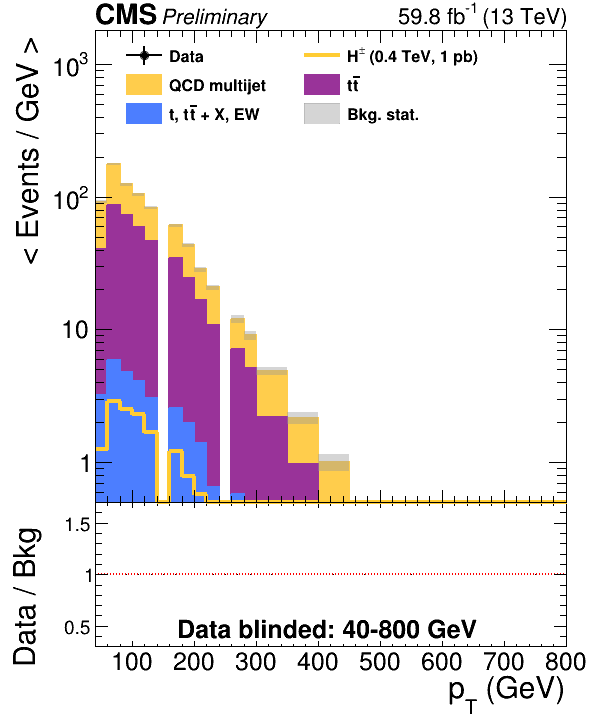 CMS Preliminary 59.8 fb⁻¹ (13 TeV)
< Events / GeV >
Data
H± (0.4 TeV, 1 pb)
QCD multijet
tt̄
t, tt̄ + X, EW
Bkg. stat.
10³
10²
10
1
Data / Bkg
1.5
1
0.5
Data blinded: 40-800 GeV
100 200 300 400 500 600 700 800
p_T (GeV)